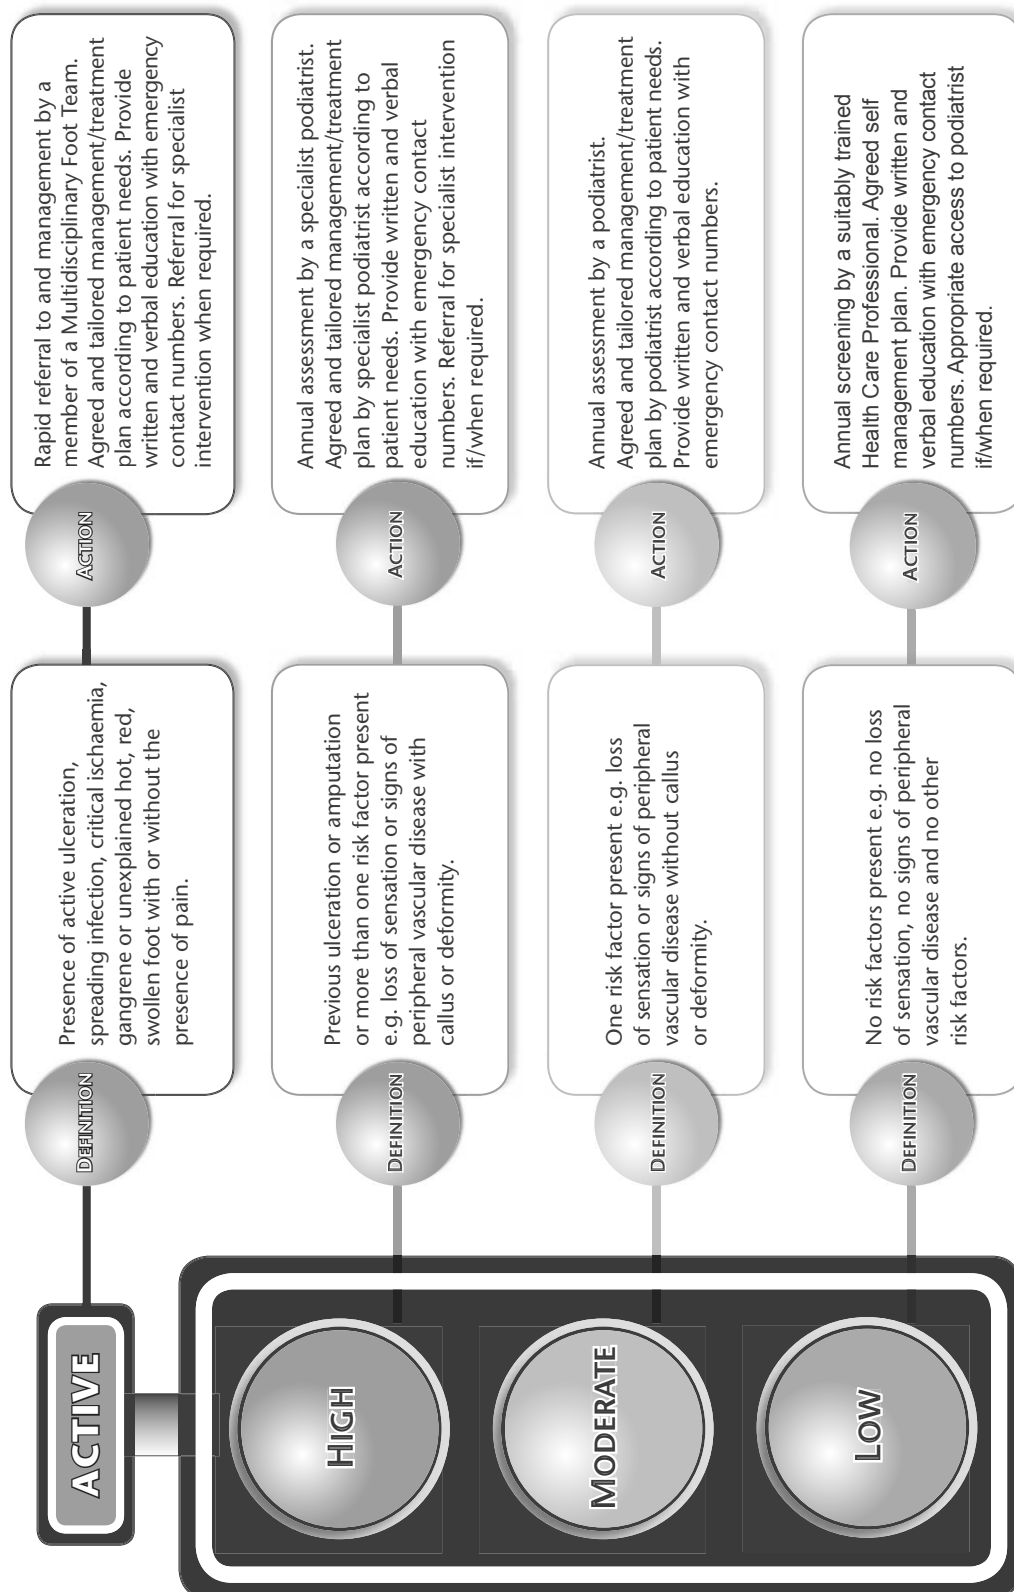 ACTIVE
DEFINITION
Presence of active ulceration,
spreading infection, critical ischaemia,
gangrene or unexplained hot, red,
swollen foot with or without the
presence of pain.
ACTION
Rapid referral to and management by a
member of a Multidisciplinary Foot Team.
Agreed and tailored management/treatment
plan according to patient needs. Provide
written and verbal education with emergency
contact numbers. Referral for specialist
intervention when required.
HIGH
DEFINITION
Previous ulceration or amputation
or more than one risk factor present
e.g. loss of sensation or signs of
peripheral vascular disease with
callus or deformity.
ACTION
Annual assessment by a specialist podiatrist.
Agreed and tailored management/treatment
plan by specialist podiatrist according to
patient needs. Provide written and verbal
education with emergency contact
numbers. Referral for specialist intervention
if/when required.
MODERATE
DEFINITION
One risk factor present e.g. loss
of sensation or signs of peripheral
vascular disease without callus
or deformity.
ACTION
Annual assessment by a podiatrist.
Agreed and tailored management/treatment
plan by podiatrist according to patient needs.
Provide written and verbal education with
emergency contact numbers.
LOW
DEFINITION
No risk factors present e.g. no loss
of sensation, no signs of peripheral
vascular disease and no other
risk factors.
ACTION
Annual screening by a suitably trained
Health Care Professional. Agreed self
management plan. Provide written and
verbal education with emergency contact
numbers. Appropriate access to podiatrist
if/when required.